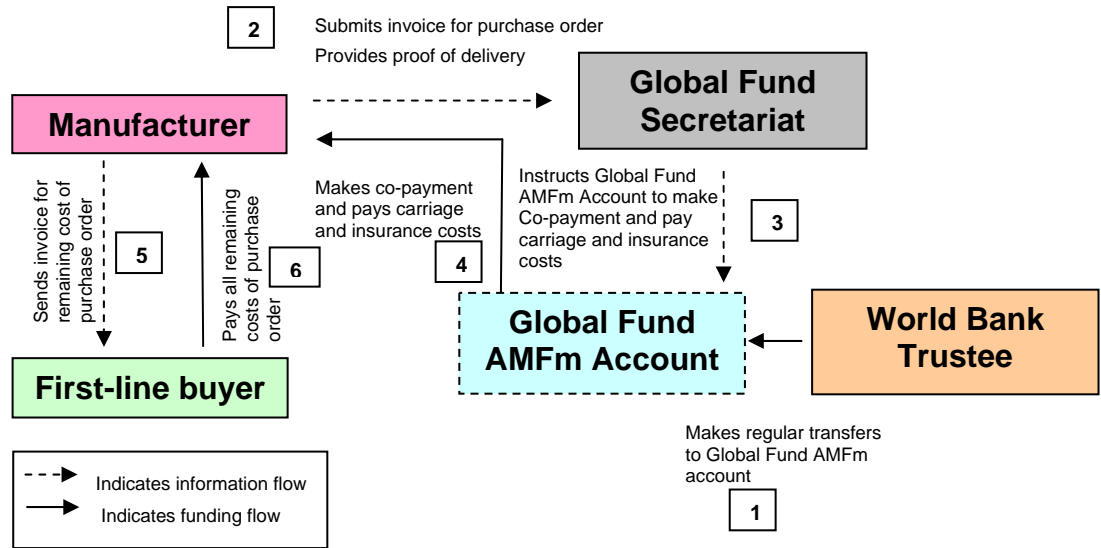 2
Submits invoice for purchase order
Provides proof of delivery
Global Fund
Secretariat
Manufacturer
Makes co-payment
and pays carriage
and insurance costs
Instructs Global Fund
AMFm Account to make
Co-payment and pay
carriage and insurance
costs
3
4
Sends invoice for
remaining cost of
purchase order
5
Pays all remaining
costs of purchase
order
6
Global Fund
AMFm Account
World Bank
Trustee
First-line buyer
Makes regular transfers
to Global Fund AMFm
account
1
Indicates information flow
Indicates funding flow